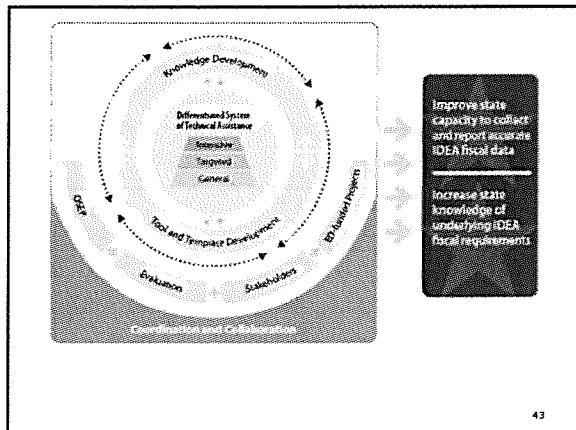 Knowledge Development
Differentiated System
of Technical Assistance
Intensive
Targeted
General
Tool and Template Development
OSEP
Evaluation
Stakeholders
ED-funded Projects
Coordination and Collaboration
Improve state
capacity to collect
and report accurate
IDEA fiscal data
Increase state
knowledge of
underlying IDEA
fiscal requirements
43